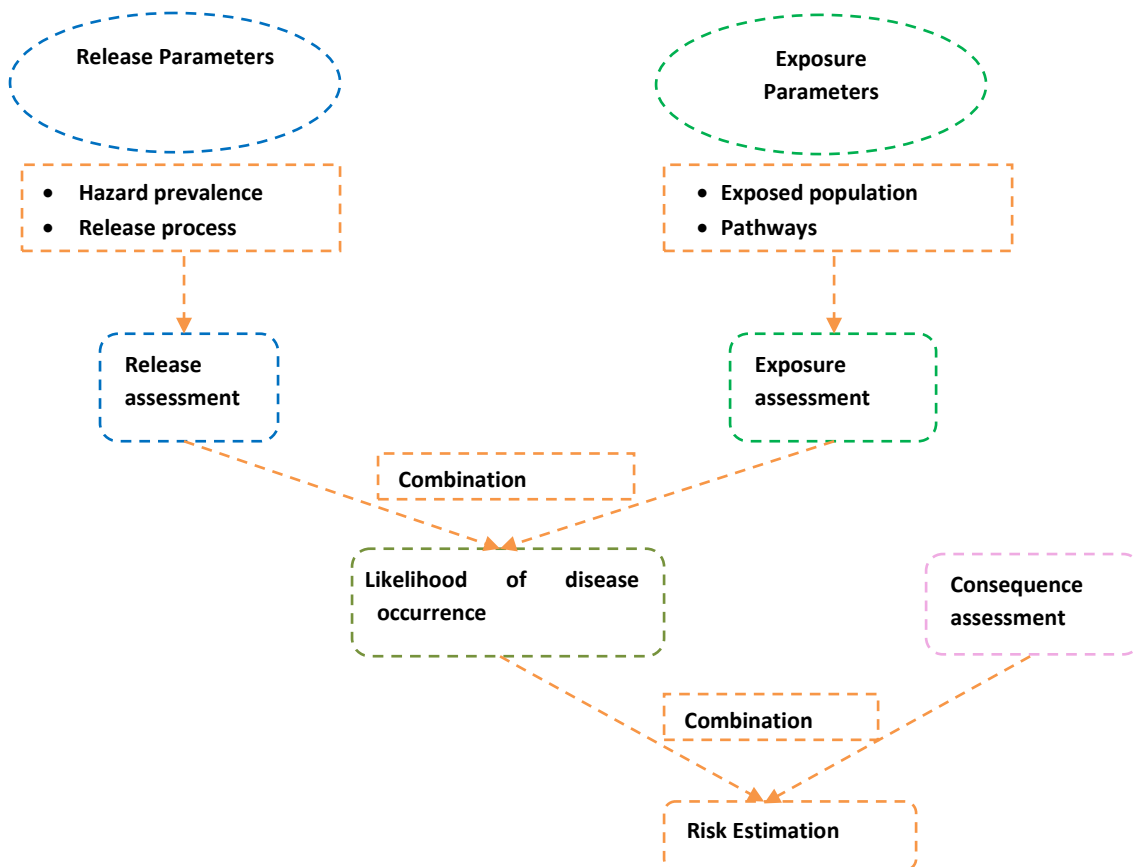 Release Parameters
Exposure
Parameters
• Hazard prevalence
• Release process
• Exposed population
• Pathways
Release
assessment
Exposure
assessment
Combination
Likelihood of disease
occurrence
Consequence
assessment
Combination
Risk Estimation